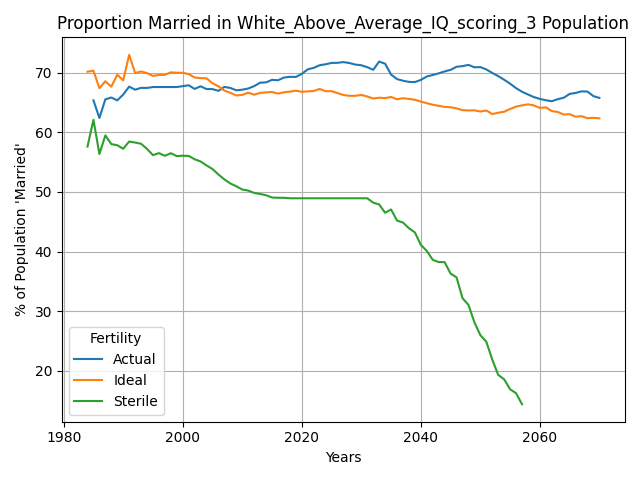 Proportion Married in White_Above_Average_IQ_scoring_3 Population
% of Population 'Married'
70
60
50
40
30
20
Fertility
Actual
Ideal
Sterile
1980 2000 2020 2040 2060
Years